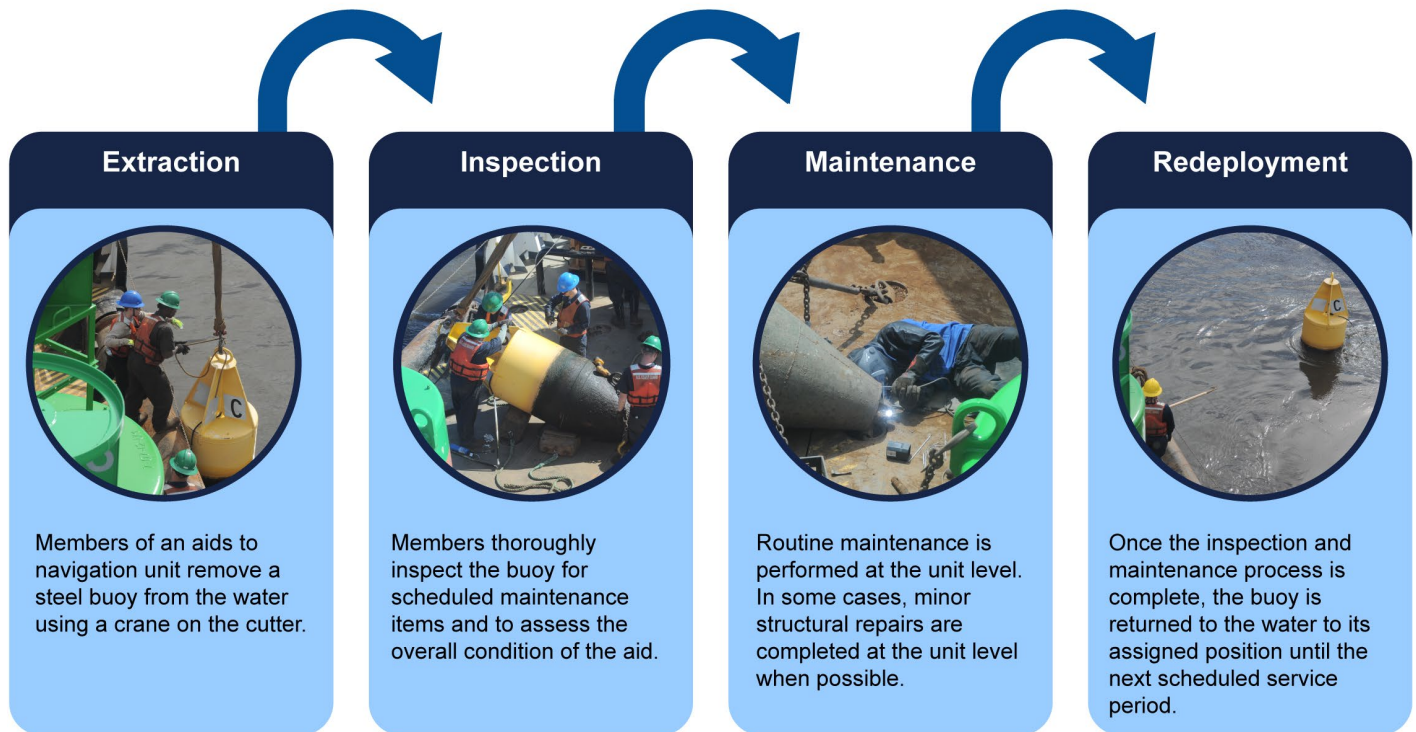 Extraction
C
Members of an aids to
navigation unit remove a
steel buoy from the water
using a crane on the cutter.
Inspection
Members thoroughly
inspect the buoy for
scheduled maintenance
items and to assess the
overall condition of the aid.
Maintenance
Routine maintenance is
performed at the unit level.
In some cases, minor
structural repairs are
completed at the unit level
when possible.
Redeployment
C
Once the inspection and
maintenance process is
complete, the buoy is
returned to the water to its
assigned position until the
next scheduled service
period.